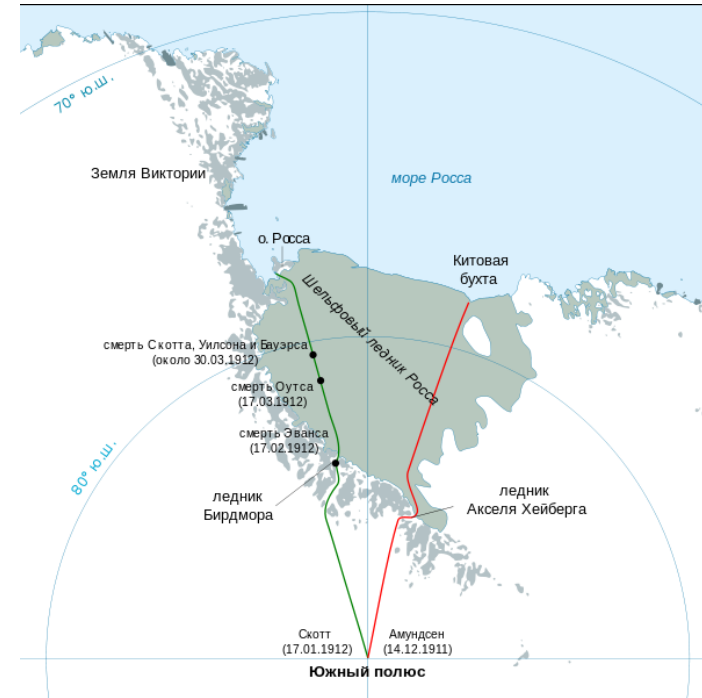 70° ю.ш.
Земля Виктории
море Росса
о. Росса
Китовая
бухта
Шельфовый ледник Росса
смерть Скотта, Уилсона и Бауэрса
(около 30.03.1912)
смерть Оутса
(17.03.1912)
смерть Эванса
(17.02.1912)
80° ю.ш.
ледник
Бирдмора
ледник
Акселя Хейберга
Скотт
(17.01.1912)
Амундсен
(14.12.1911)
Южный полюс